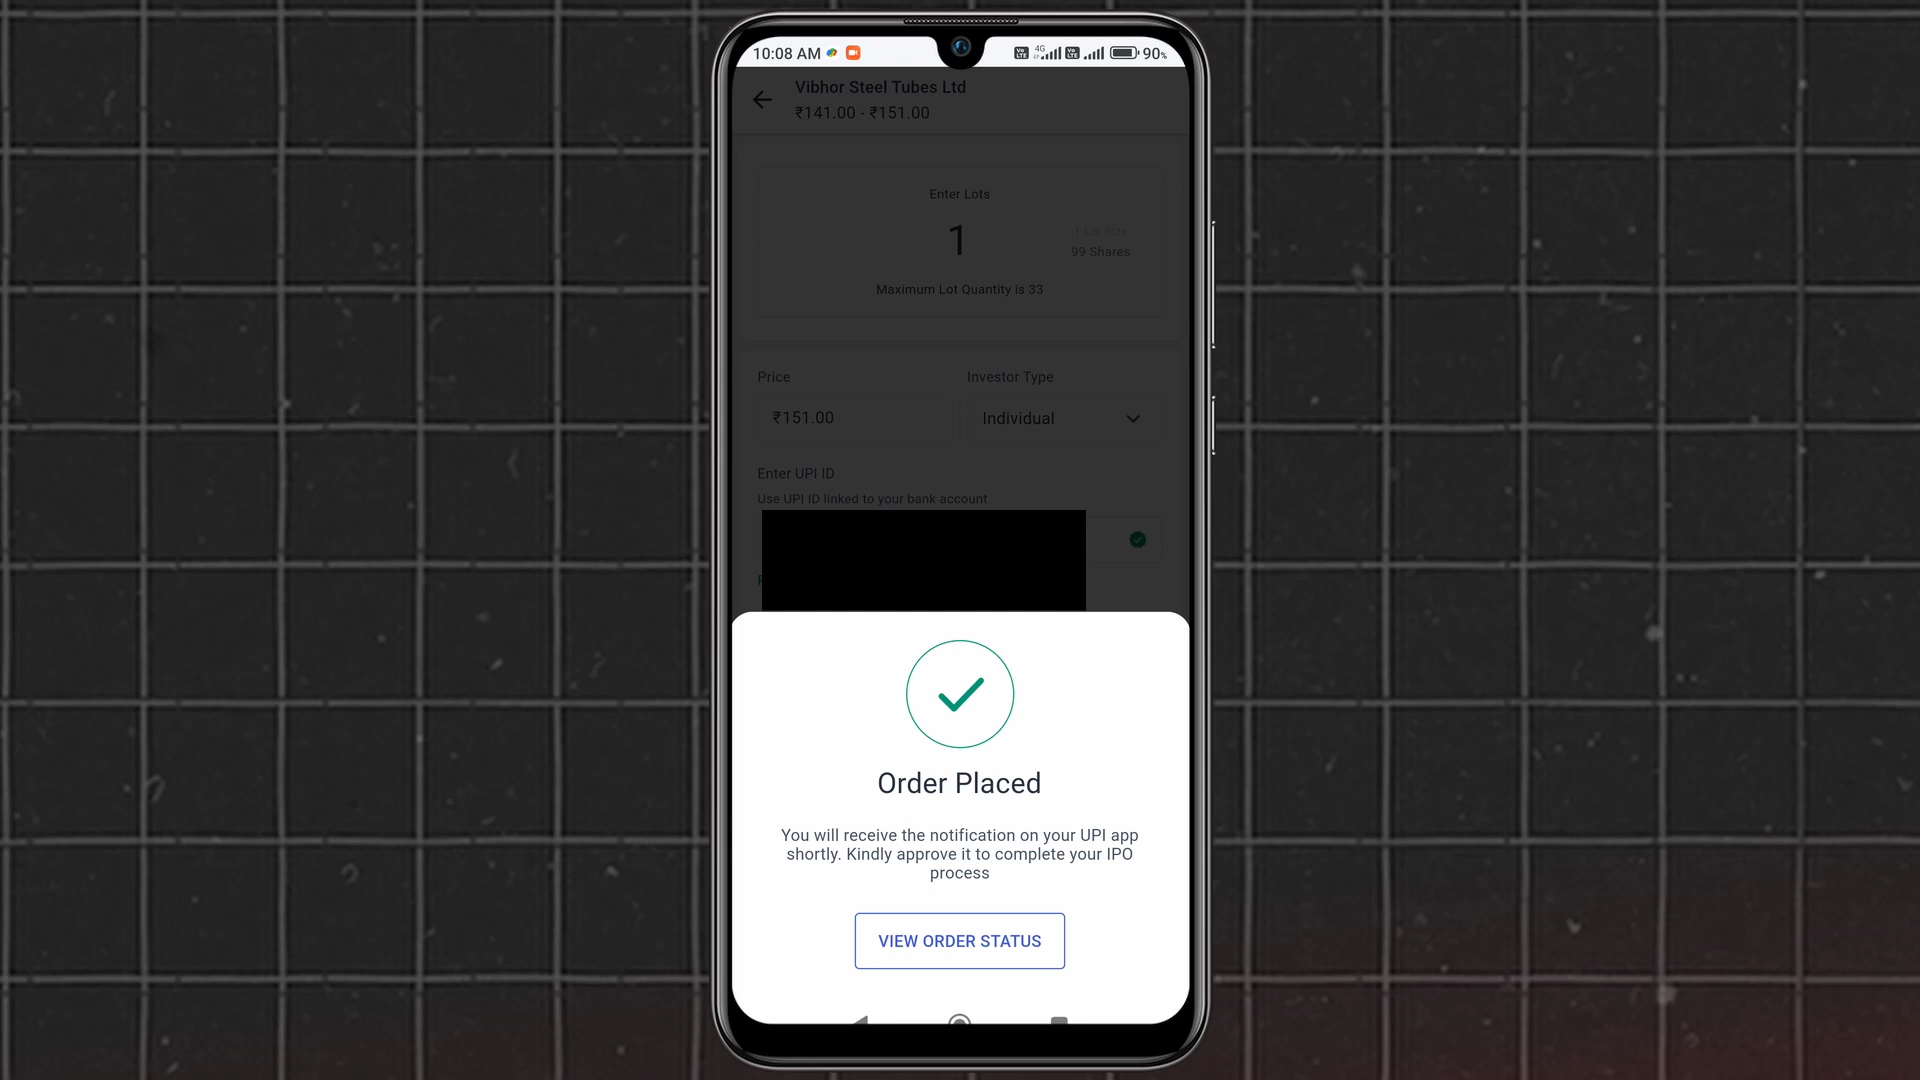 10:08 AM
4G
90%
Vibhor Steel Tubes Ltd
₹141.00 - ₹151.00
Enter Lots
1
1 Lot Size
99 Shares
Maximum Lot Quantity is 33
Price
Investor Type
₹151.00
Individual
Enter UPI ID
Use UPI ID linked to your bank account
Order Placed
You will receive the notification on your UPI app
shortly. Kindly approve it to complete your IPO
process
VIEW ORDER STATUS